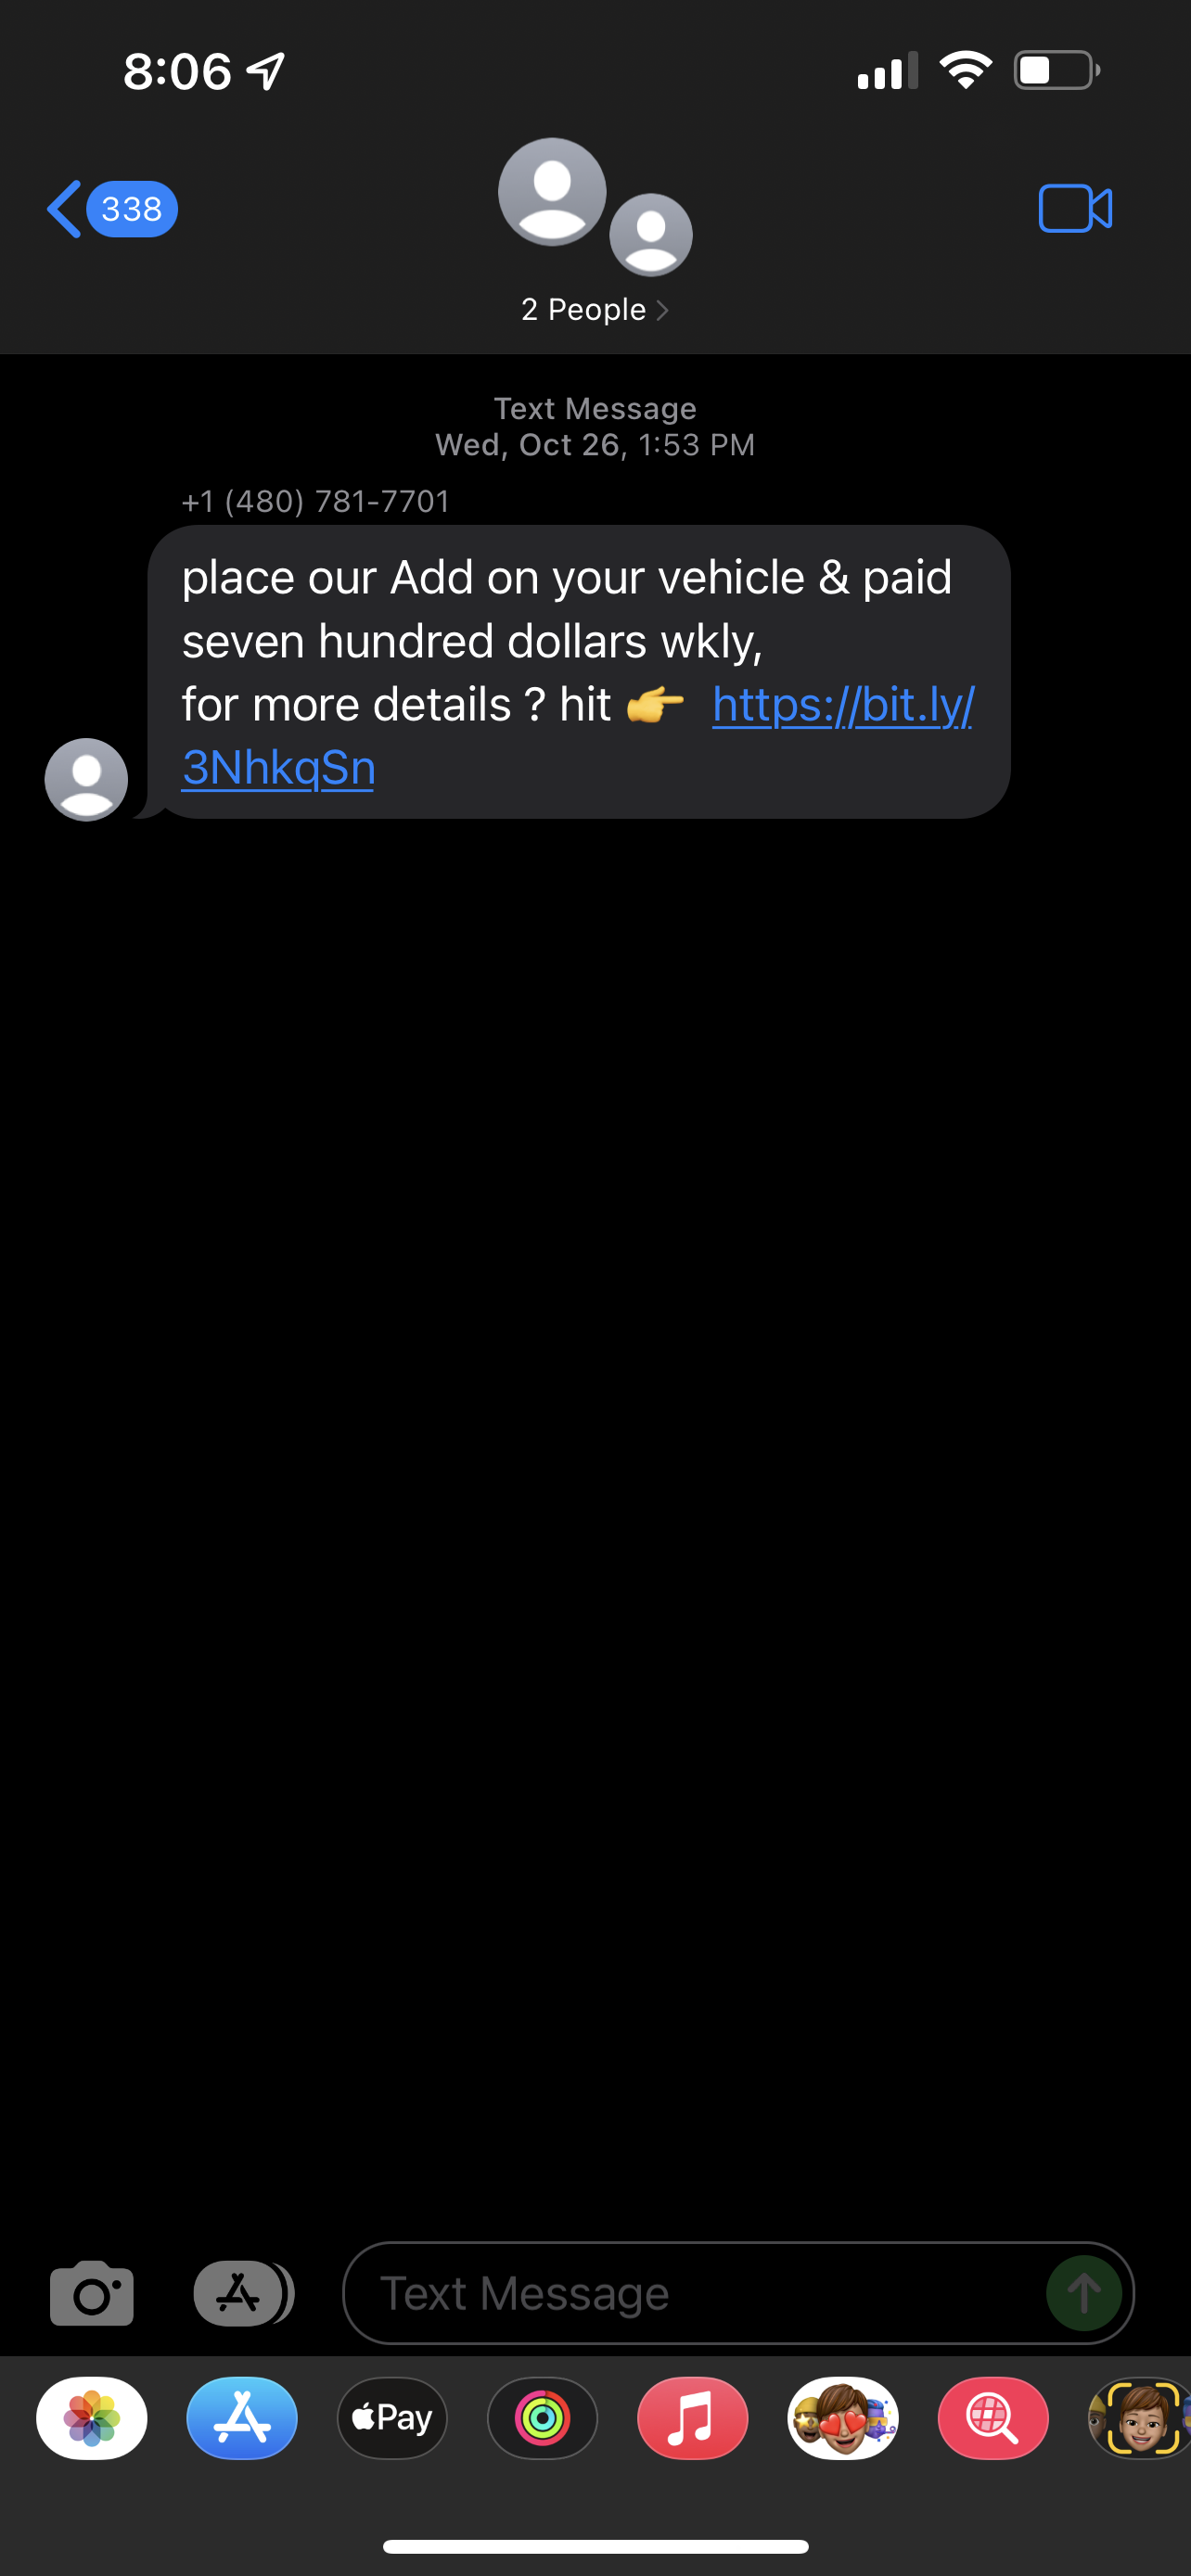 8:06
338
2 People
Text Message
Wed, Oct 26, 1:53 PM
+1 (480) 781-7701
place our Add on your vehicle & paid
seven hundred dollars wkly,
for more details ? hit 👉 https://bit.ly/
3NhkqSn
Text Message
Pay